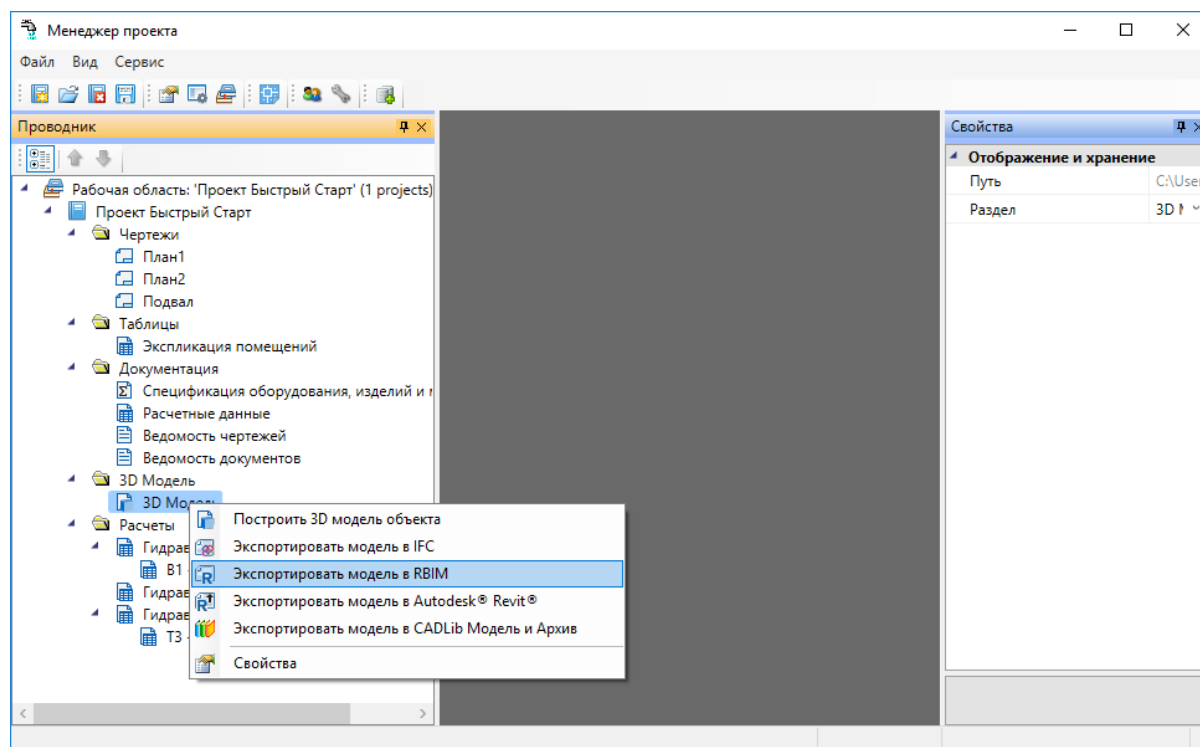 Менеджер проекта
Файл Вид Сервис
Проводник
Рабочая область: 'Проект Быстрый Старт' (1 projects)
Проект Быстрый Старт
Чертежи
План1
План2
Подвал
Таблицы
Экспликация помещений
Документация
Спецификация оборудования, изделий и
Расчетные данные
Ведомость чертежей
Ведомость документов
3D Модель
3D Модель
Расчеты
Гидрав
B1
Гидрав
Гидрав
T3 -
Построить 3D модель объекта
Экспортировать модель в IFC
Экспортировать модель в RBIM
Экспортировать модель в Autodesk® Revit®
Экспортировать модель в CADLib Модель и Архив
Свойства
Свойства
Отображение и хранение
Путь C:\User
Раздел 3D